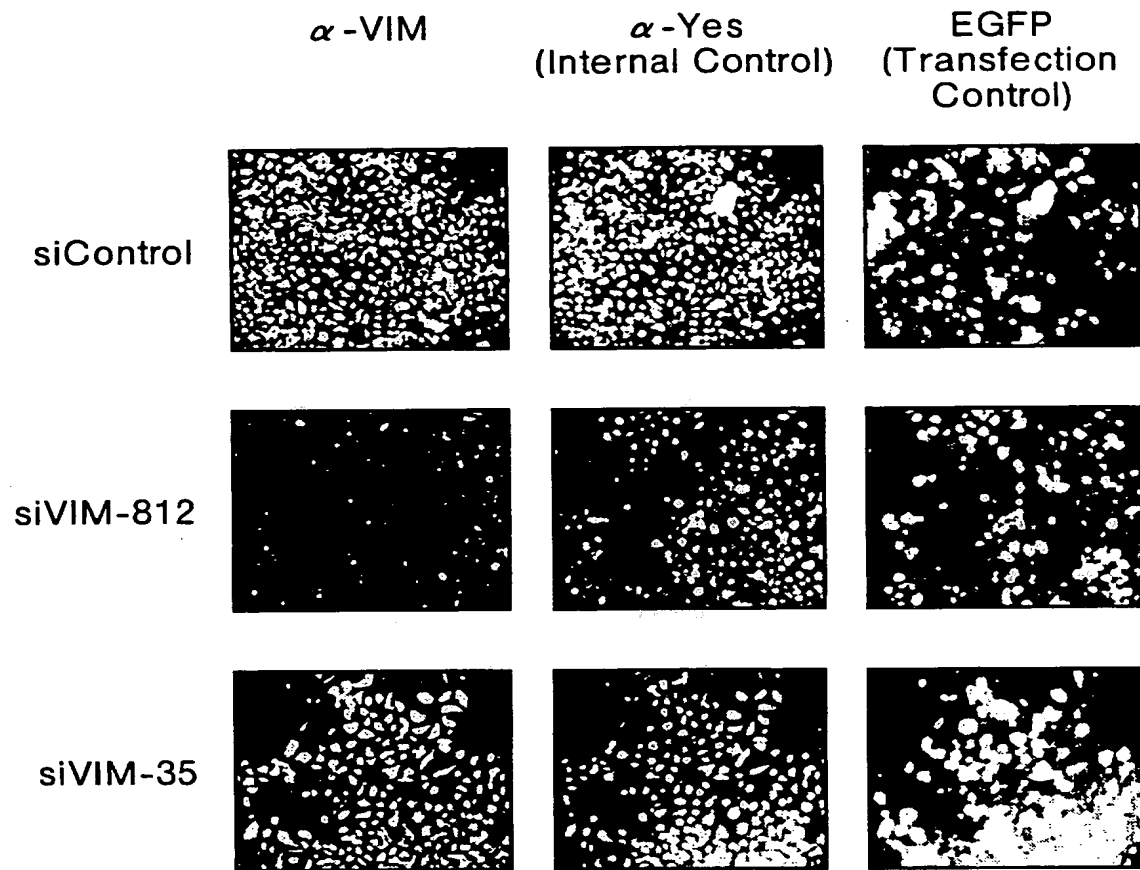 α-VIM
α-Yes
(Internal Control)
EGFP
(Transfection
Control)
siControl
siVIM-812
siVIM-35